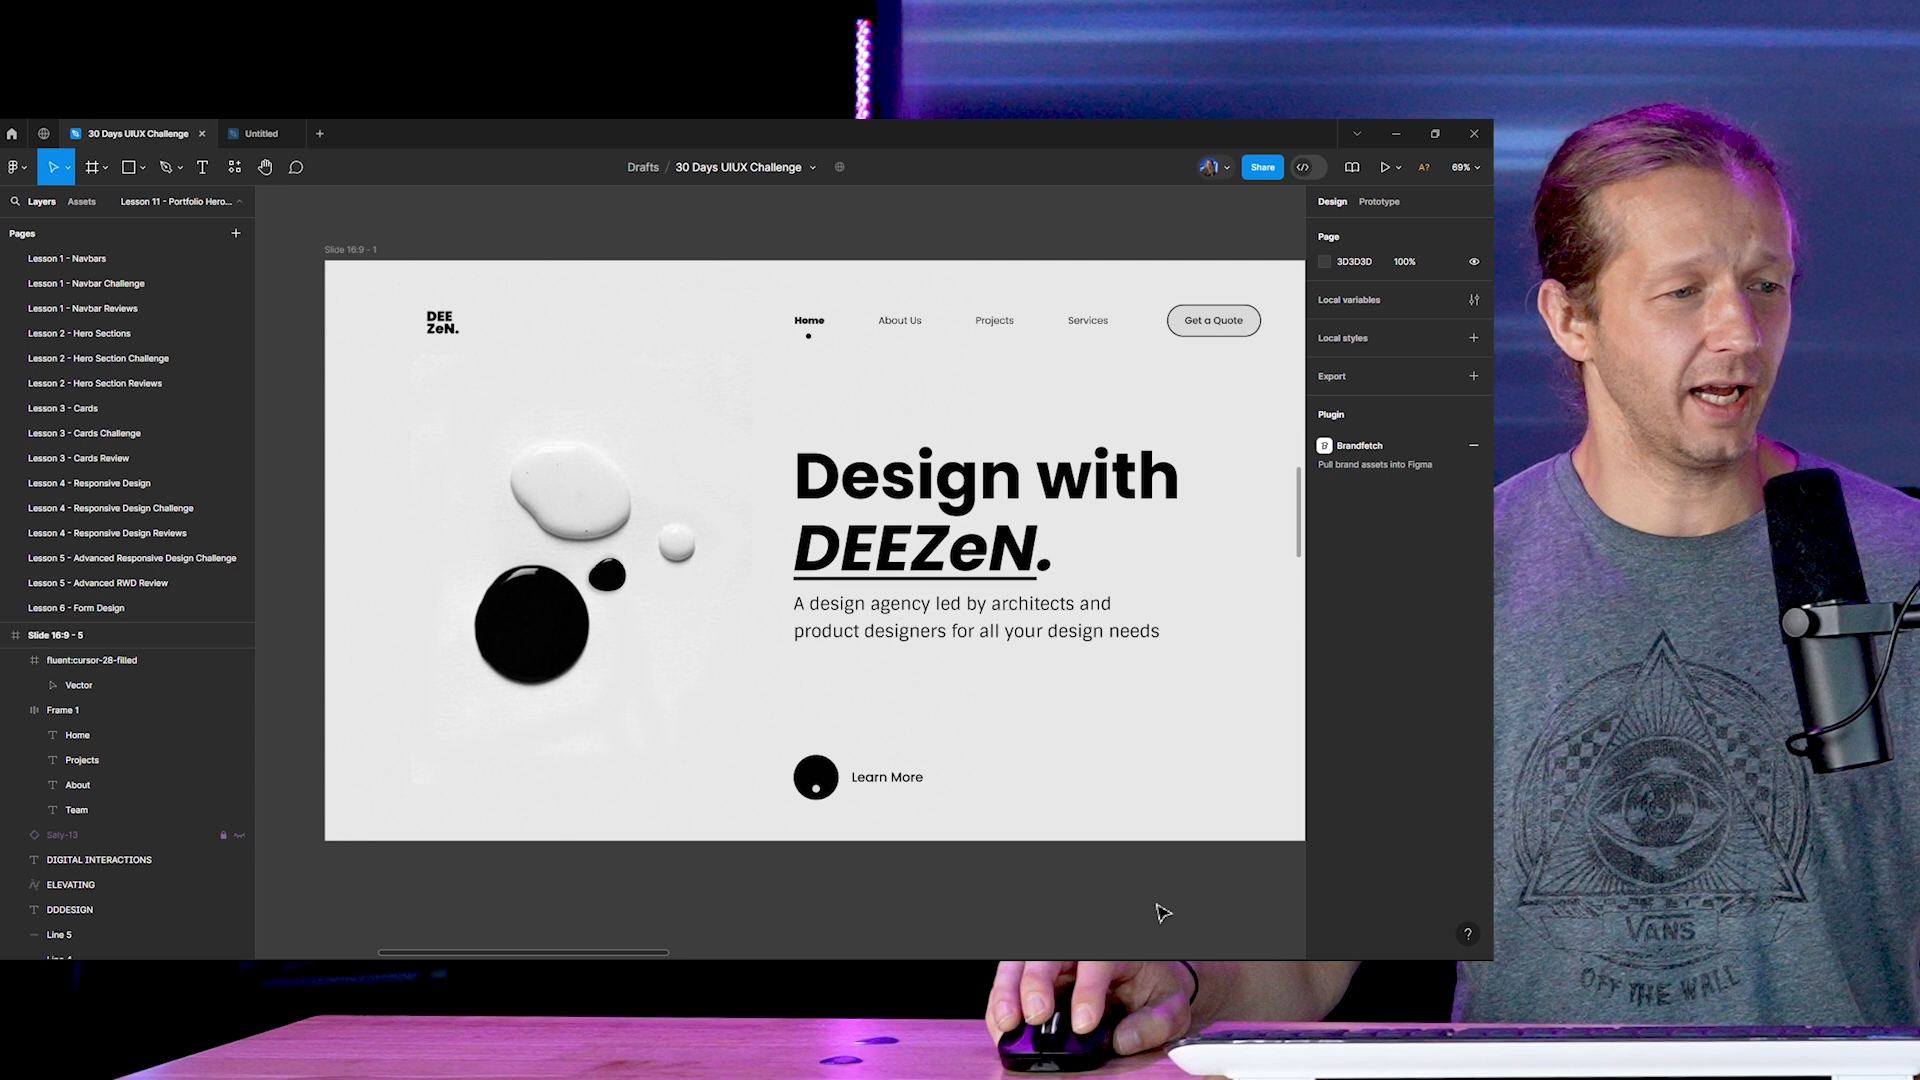 30 Days UIUX Challenge
Untitled
Drafts / 30 Days UIUX Challenge
Share
A?
69%
Layers
Assets
Lesson 11 - Portfolio Hero...
Pages
Lesson 1 - Navbars
Lesson 1 - Navbar Challenge
Lesson 1 - Navbar Reviews
Lesson 2 - Hero Sections
Lesson 2 - Hero Section Challenge
Lesson 2 - Hero Section Reviews
Lesson 3 - Cards
Lesson 3 - Cards Challenge
Lesson 3 - Cards Review
Lesson 4 - Responsive Design
Lesson 4 - Responsive Design Challenge
Lesson 4 - Responsive Design Reviews
Lesson 5 - Advanced Responsive Design Challenge
Lesson 5 - Advanced RWD Review
Lesson 6 - Form Design
Slide 16:9 - 5
fluent:cursor-28-filled
Vector
Frame 1
Home
Projects
About
Team
Saly-13
DIGITAL INTERACTIONS
ELEVATING
DDDESIGN
Line 5
Slide 16:9 - 1
DEE
ZeN.
Home
About Us
Projects
Services
Get a Quote
Design with
DEEZeN.
A design agency led by architects and
product designers for all your design needs
Learn More
Design
Prototype
Page
3D3D3D
100%
Local variables
Local styles
Export
Plugin
Brandfetch
Pull brand assets into Figma
?
VANS
OFF THE WALL